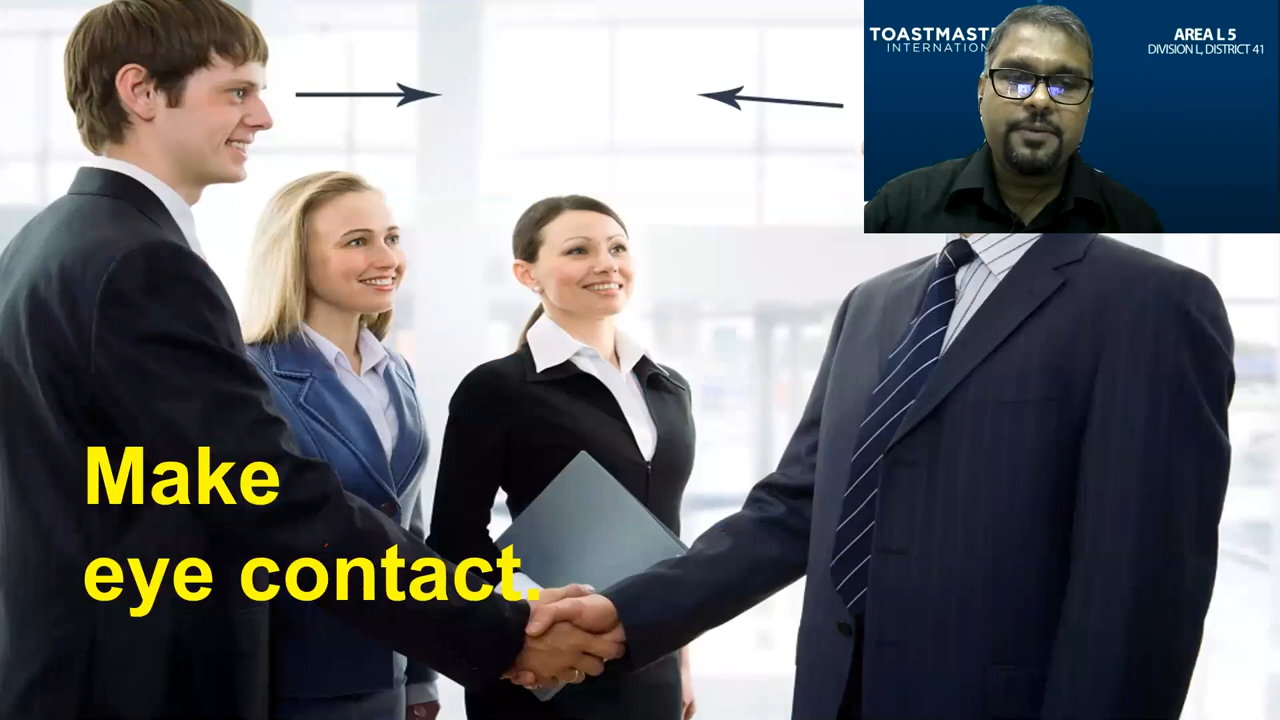 TOASTMAST
INTERNATION
AREA L 5
DIVISION L, DISTRICT 41
Make
eye contact.